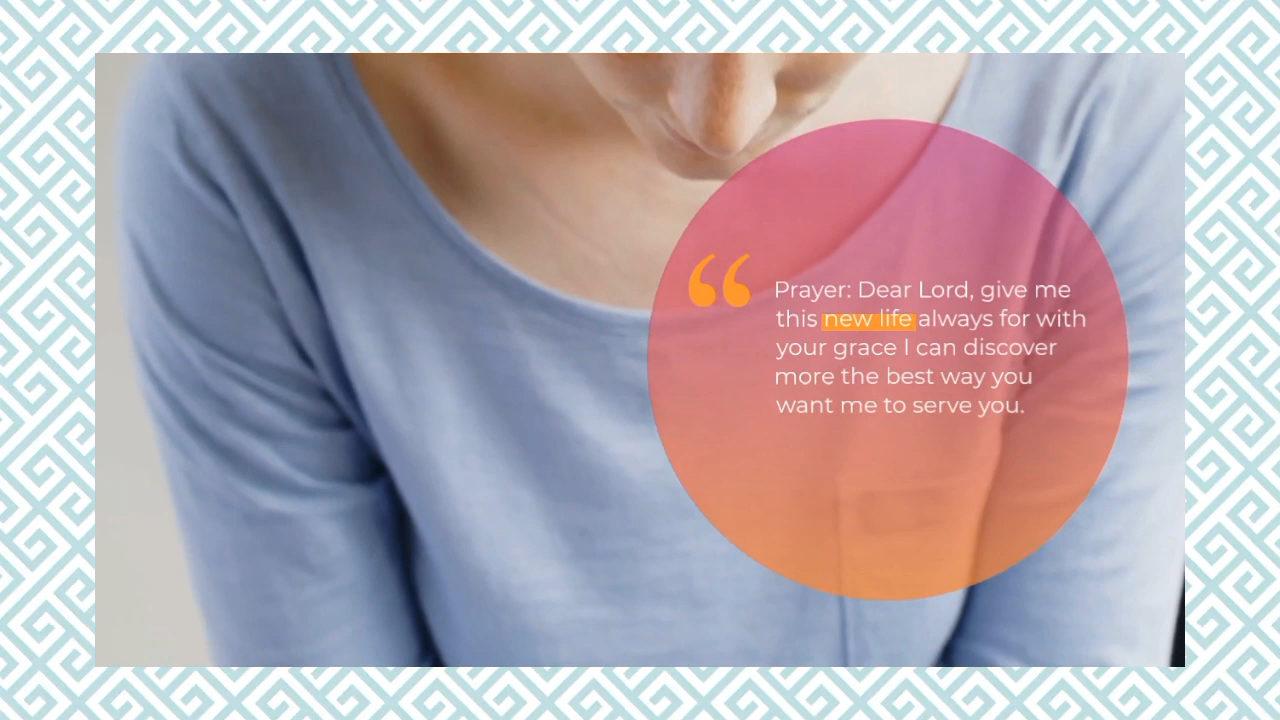 “
Prayer: Dear Lord, give me
this new life always for with
your grace I can discover
more the best way you
want me to serve you.